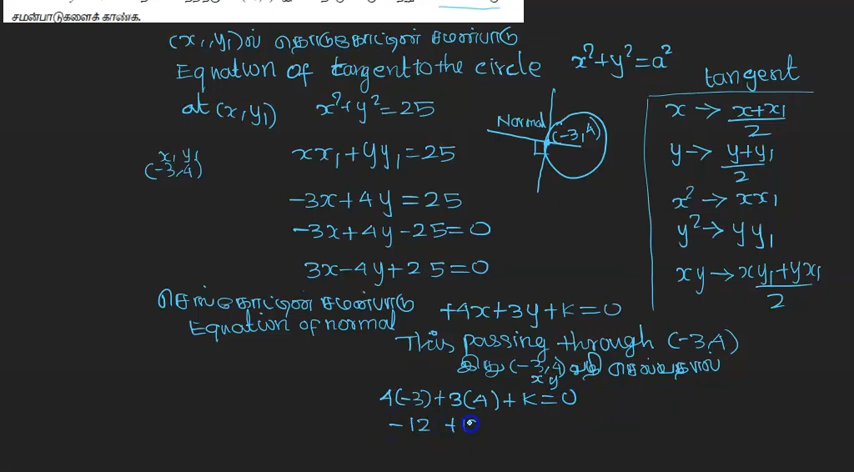 சமன்பாடுகளைக் காண்க.
(x, y₁)ல் தொடுகோட்டின் சமன்பாடு
Equation of tangent to the circle x²+y²=a²
at (x, y₁) x²+y²=25
Normal
(-3, 4)
x, y₁
(-3, 4)
xx₁+yy₁=25
-3x+4y=25
-3x+4y-25=0
3x-4y+25=0
tangent
x → x+x₁/2
y → y+y₁/2
x² → xx₁
y² → yy₁
xy → xy₁+yx₁/2
செங்கோட்டின் சமன்பாடு +4x+3y+k=0
Equation of normal
This passing through (-3, 4)
இது (-3, 4) வழி செல்வதால்
x y
4(-3)+3(4)+k=0
-12 +